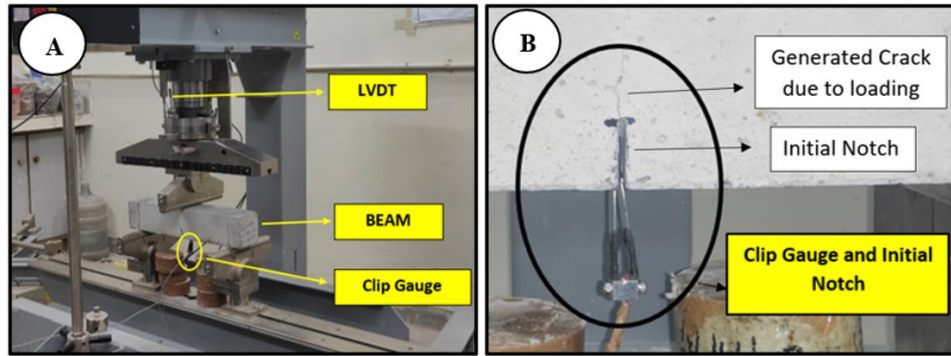 A
LVDT
BEAM
Clip Gauge
B
Generated Crack
due to loading
Initial Notch
Clip Gauge and Initial
Notch